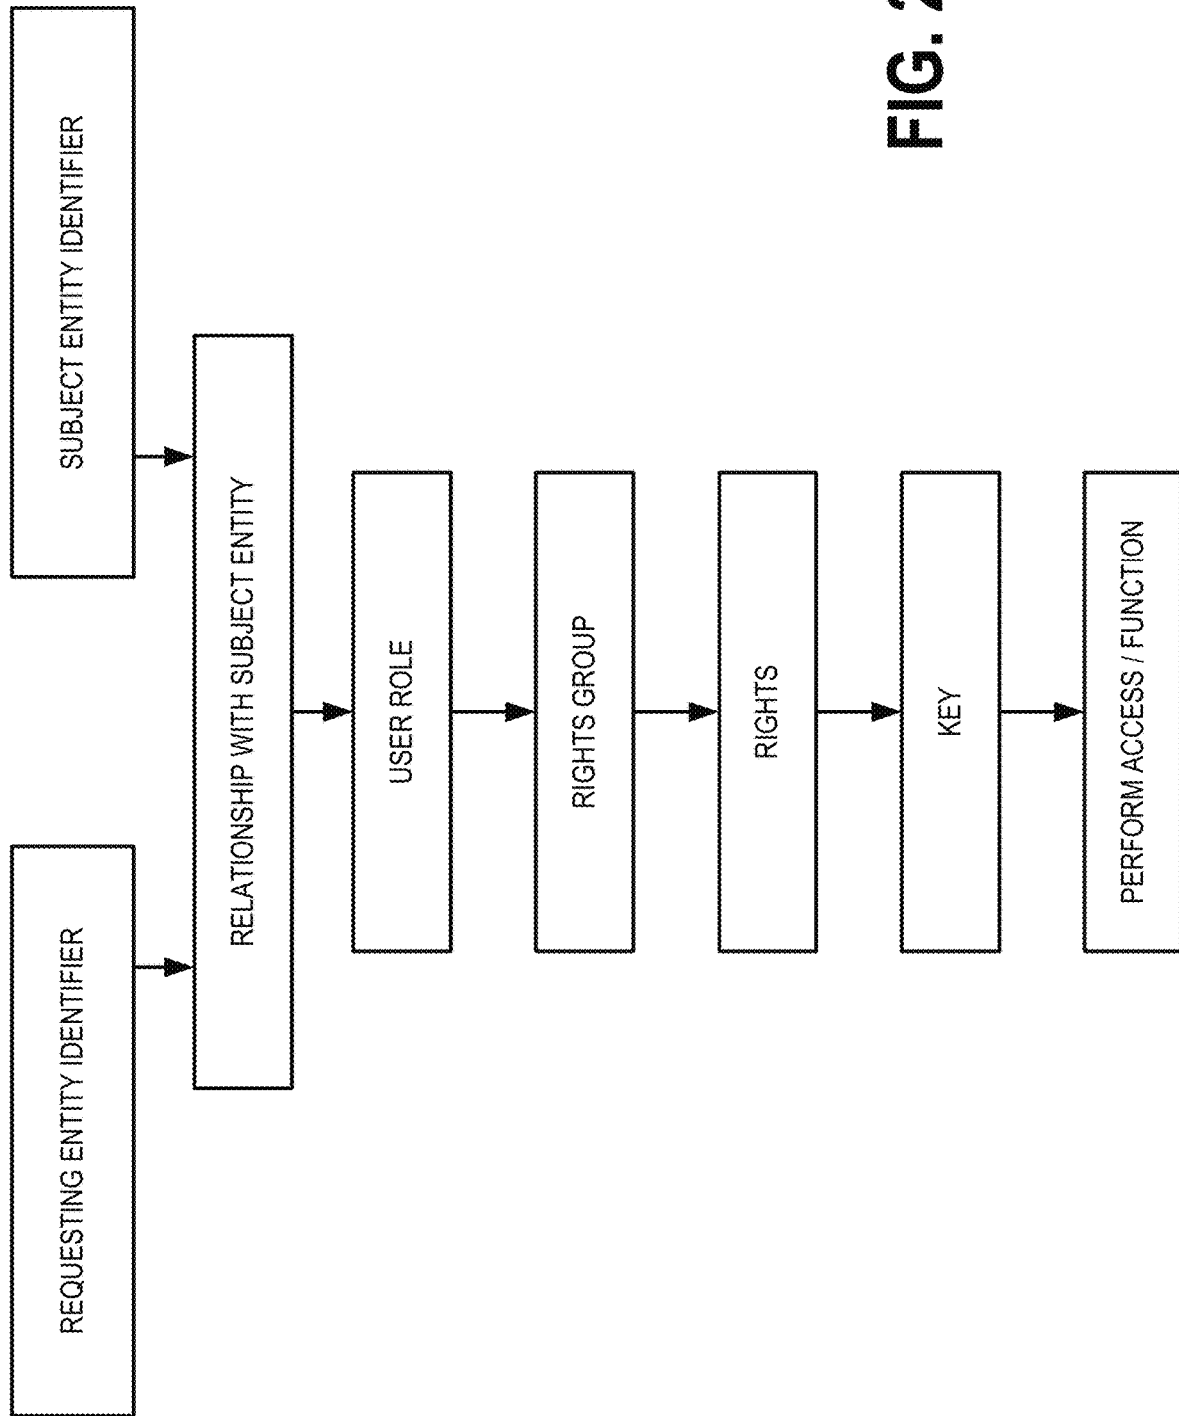 REQUESTING ENTITY IDENTIFIER
SUBJECT ENTITY IDENTIFIER
RELATIONSHIP WITH SUBJECT ENTITY
USER ROLE
RIGHTS GROUP
RIGHTS
KEY
PERFORM ACCESS / FUNCTION
FIG. 2